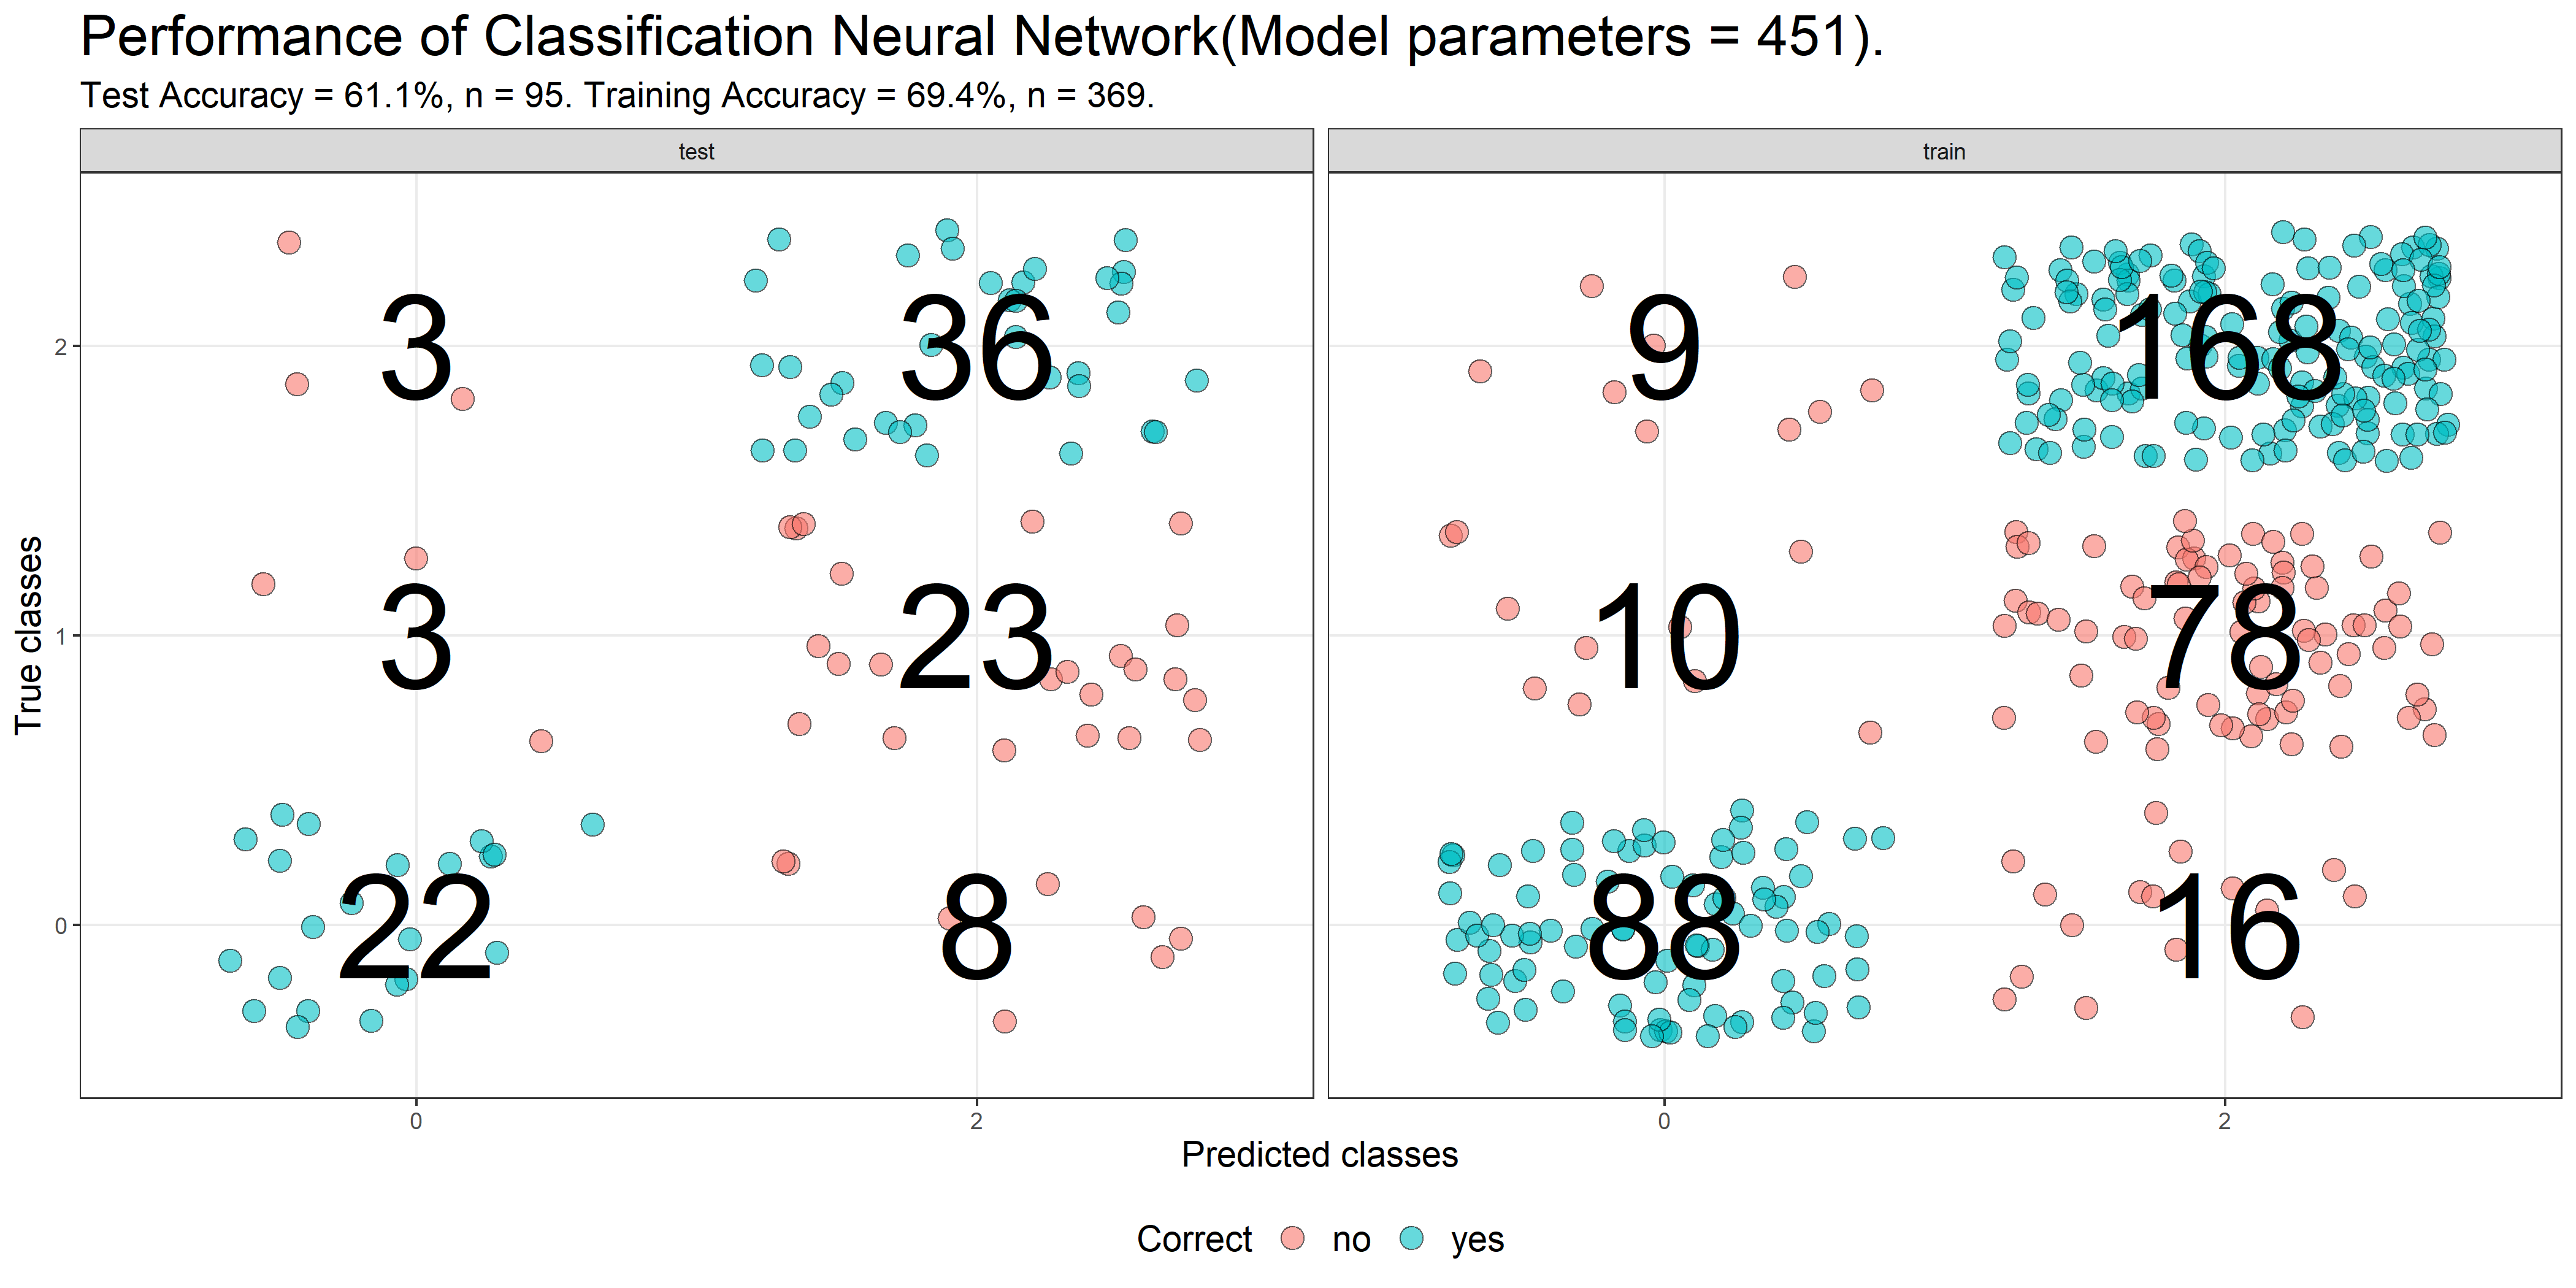 Performance of Classification Neural Network(Model parameters = 451).
Test Accuracy = 61.1%, n = 95. Training Accuracy = 69.4%, n = 369.
test
train
3
36
9
168
2
3
23
10
78
1
22
8
88
16
0
True classes
0
2
0
2
Predicted classes
Correct no yes